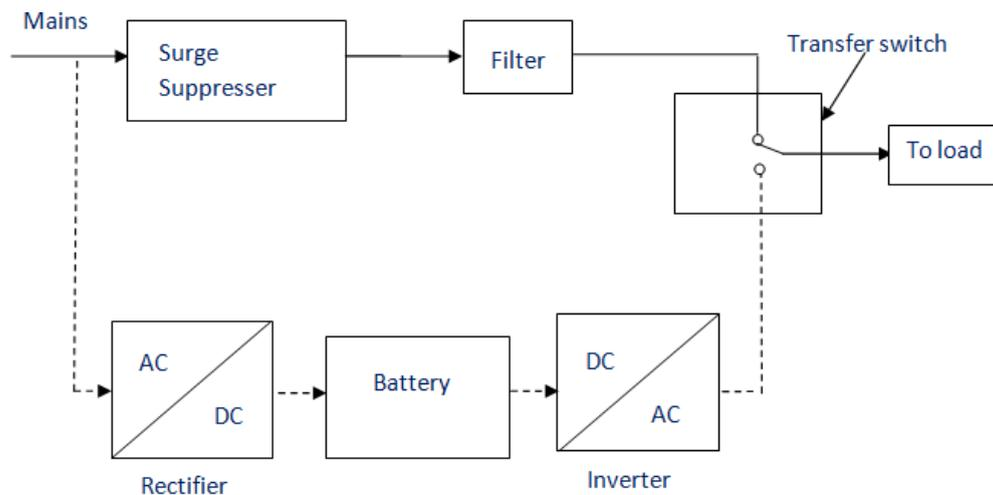 Mains
Surge
Suppresser
Filter
Transfer switch
To load
AC
DC
Rectifier
Battery
DC
AC
Inverter